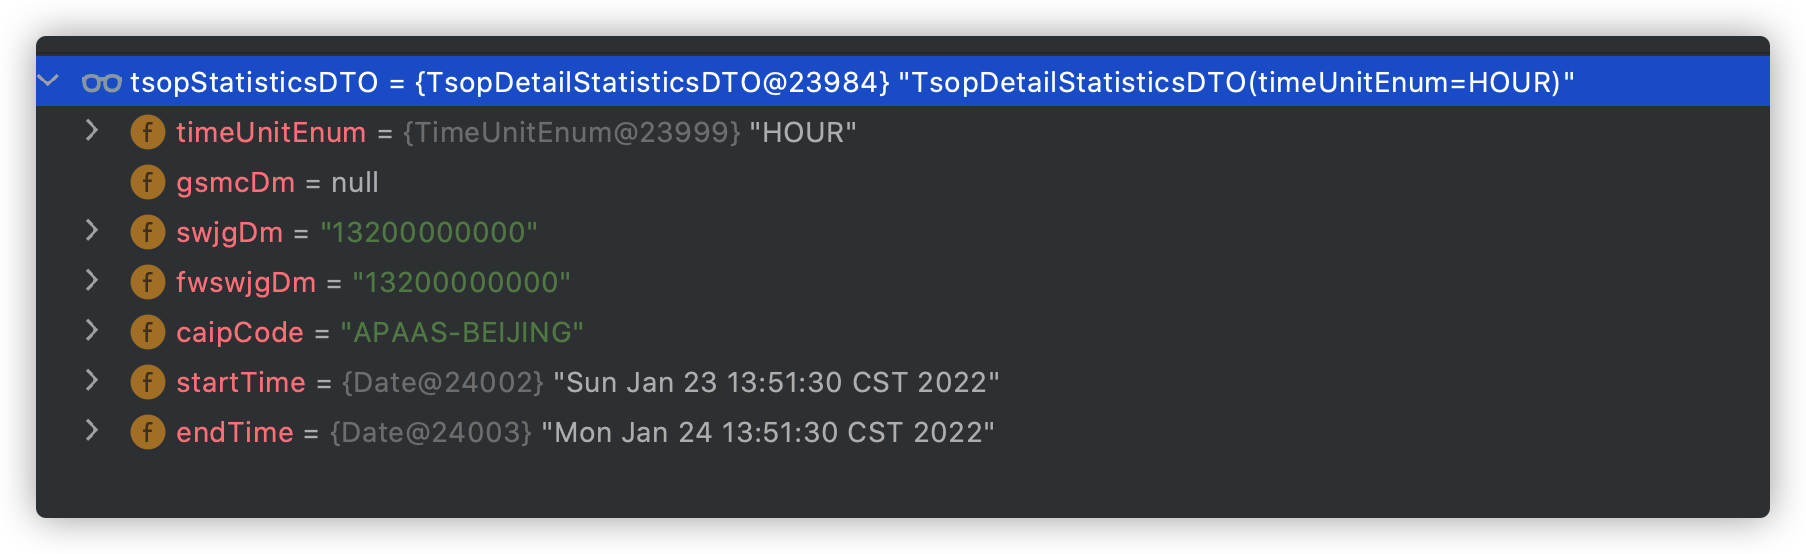 tsopStatisticsDTO = {TsopDetailStatisticsDTO@23984} "TsopDetailStatisticsDTO(timeUnitEnum=HOUR)"
f timeUnitEnum = {TimeUnitEnum@23999} "HOUR"
f gsmcDm = null
f swjgDm = "13200000000"
f fwswjgDm = "13200000000"
f caipCode = "APAAS-BEIJING"
f startTime = {Date@24002} "Sun Jan 23 13:51:30 CST 2022"
f endTime = {Date@24003} "Mon Jan 24 13:51:30 CST 2022"